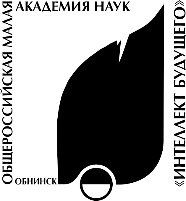 ОБЩЕРОССИЙСКАЯ МАЛАЯ
АКАДЕМИЯ НАУК
«ИНТЕЛЛЕКТ БУДУЩЕГО»
ОБНИНСК